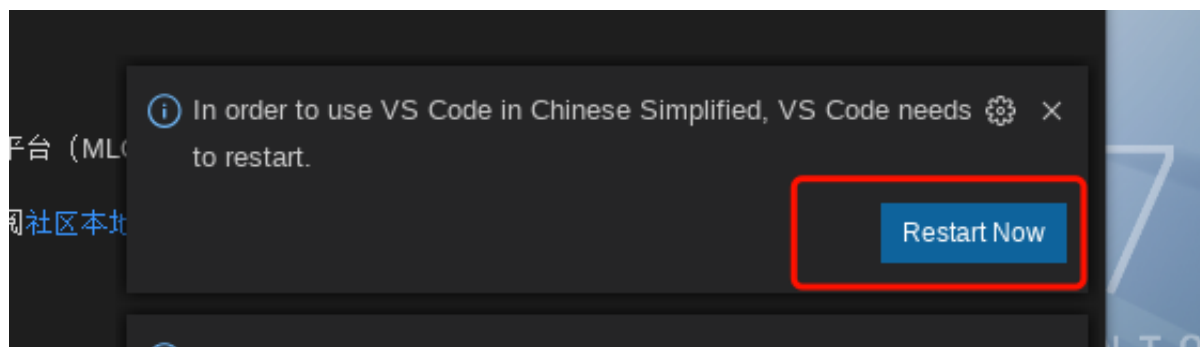 In order to use VS Code in Chinese Simplified, VS Code needs
to restart.
平台（MLC
社区本地
Restart Now
7